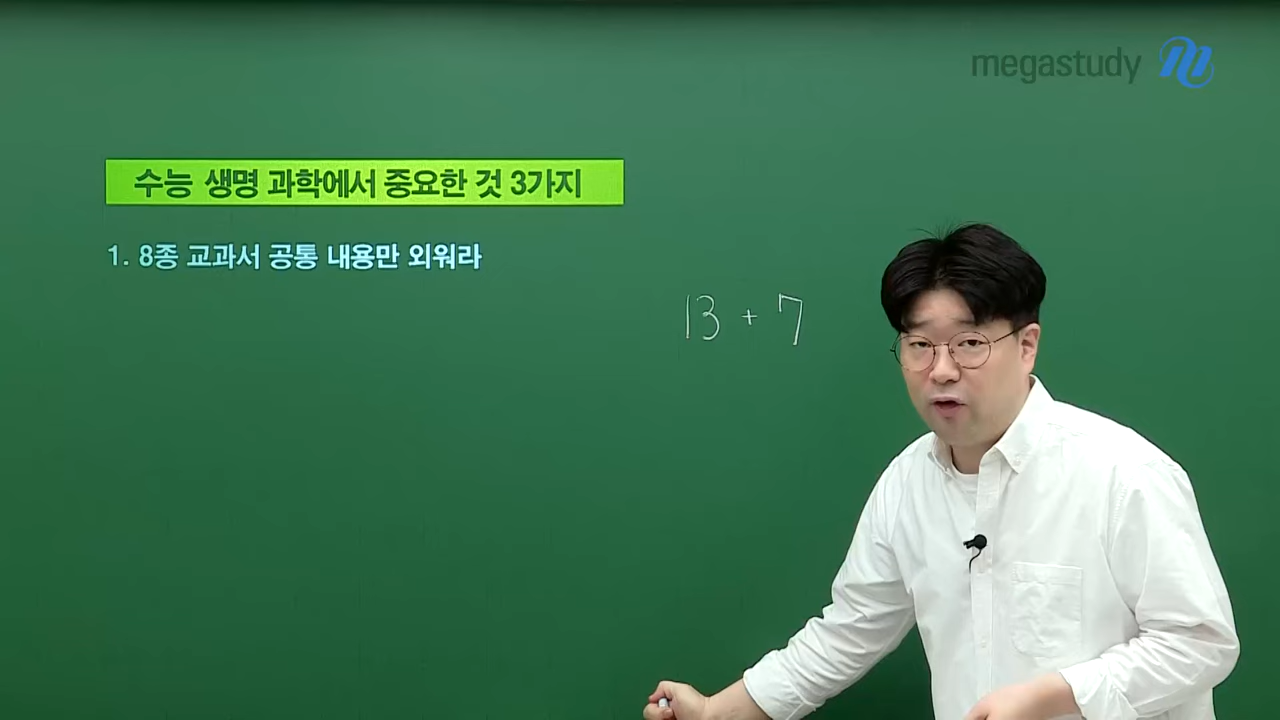 megastudy
수능 생명 과학에서 중요한 것 3가지
1. 8종 교과서 공통 내용만 외워라
13 + 7